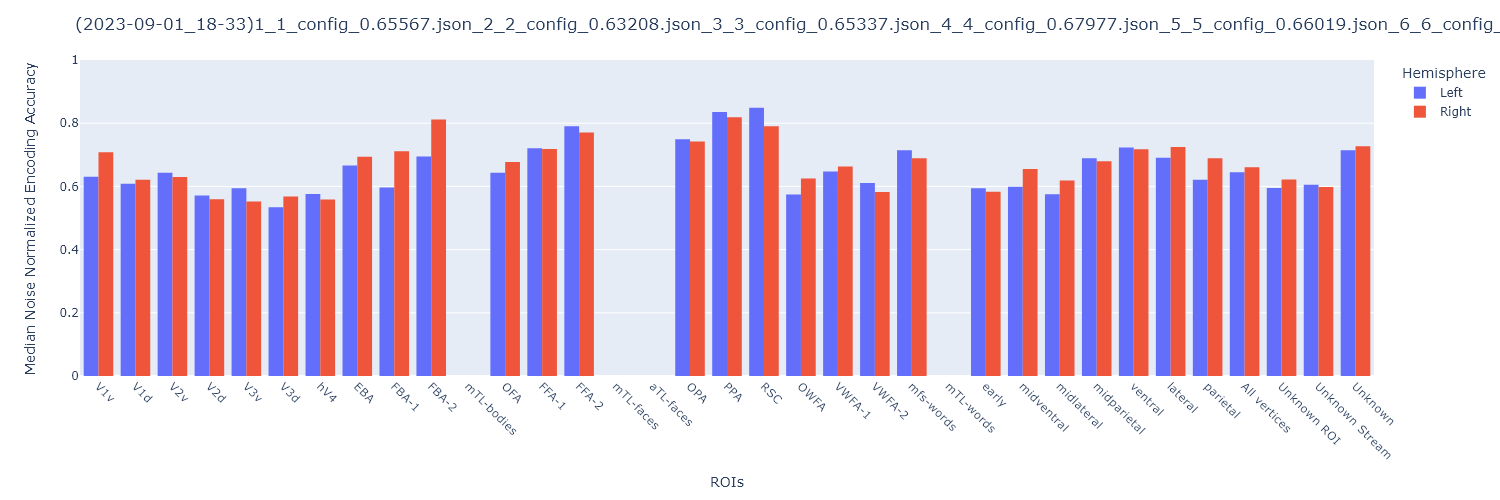 (2023-09-01_18-33)1_1_config_0.65567.json_2_2_config_0.63208.json_3_3_config_0.65337.json_4_4_config_0.67977.json_5_5_config_0.66019.json_6_6_config_
Median Noise Normalized Encoding Accuracy
1
0.8
0.6
0.4
0.2
0
V1v
V1d
V2v
V2d
V3v
V3d
hV4
EBA
FBA-1
FBA-2
mTL-bodies
OFA
FFA-1
FFA-2
mTL-faces
aTL-faces
OPA
PPA
RSC
OWFA
VWFA-1
VWFA-2
mfs-words
mTL-words
early
midventral
midlateral
midparietal
ventral
lateral
parietal
All vertices
Unknown ROI
Unknown Stream
Unknown
ROIs
Hemisphere
Left
Right